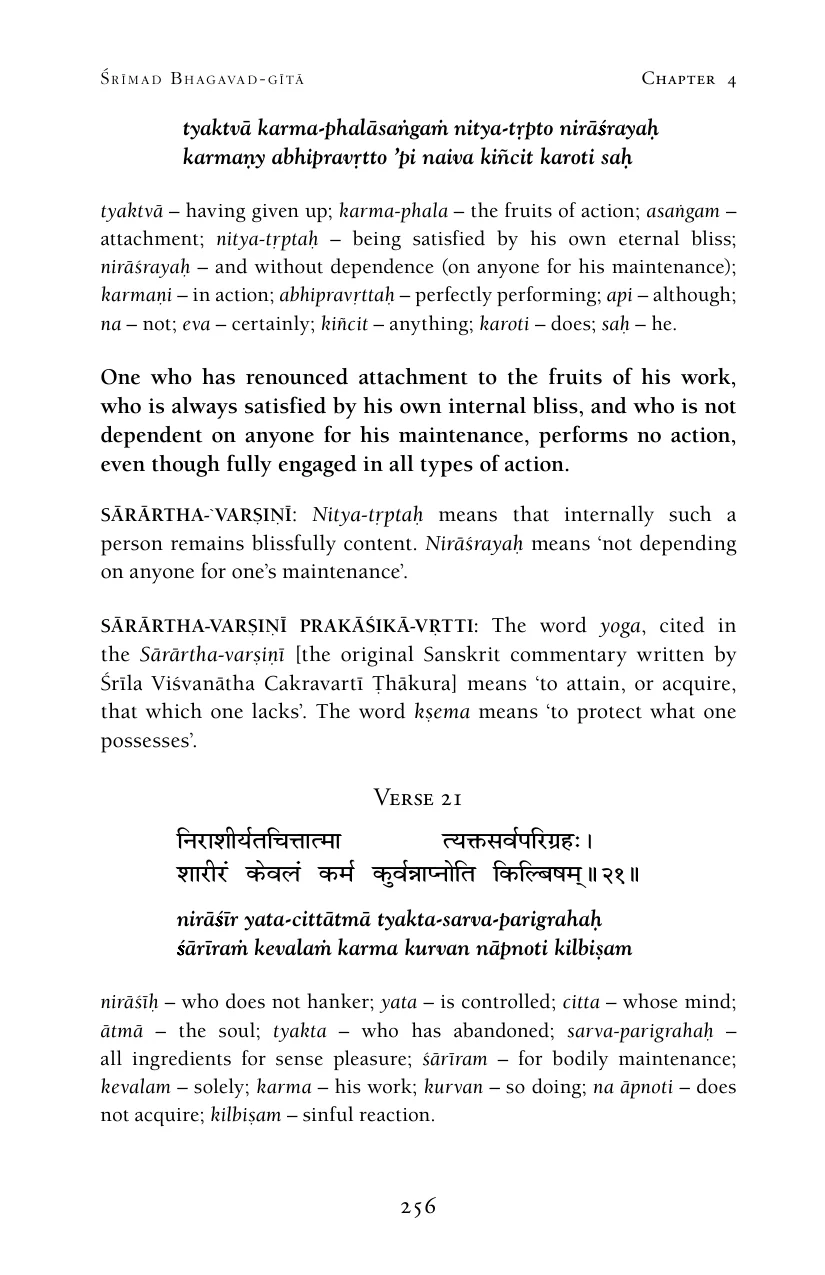 Śrīmad Bhagavad-gītā Chapter 4
tyaktvā karma-phalāsaṅgaṁ nitya-tṛpto nirāśrayaḥ
karmaṇy abhipravṛtto ’pi naiva kiñcit karoti saḥ
tyaktvā – having given up; karma-phala – the fruits of action; asaṅgam –
attachment; nitya-tṛptaḥ – being satisfied by his own eternal bliss;
nirāśrayaḥ – and without dependence (on anyone for his maintenance);
karmaṇi – in action; abhipravṛttaḥ – perfectly performing; api – although;
na – not; eva – certainly; kiñcit – anything; karoti – does; saḥ – he.
One who has renounced attachment to the fruits of his work,
who is always satisfied by his own internal bliss, and who is not
dependent on anyone for his maintenance, performs no action,
even though fully engaged in all types of action.
SĀRĀRTHA-`VARṢIṆĪ: Nitya-tṛptaḥ means that internally such a
person remains blissfully content. Nirāśrayaḥ means ‘not depending
on anyone for one’s maintenance’.
SĀRĀRTHA-VARṢIṆĪ PRAKĀŚIKĀ-VṚTTI: The word yoga, cited in
the Sārārtha-varṣiṇī [the original Sanskrit commentary written by
Śrīla Viśvanātha Cakravartī Ṭhākura] means ‘to attain, or acquire,
that which one lacks’. The word kṣema means ‘to protect what one
possesses’.
Verse 21
निराशीर्यतचित्तात्मा त्यक्तसर्वपरिग्रहः ।
शारीरं केवलं कर्म कुर्वन्नाप्नोति किल्बिषम् ॥ २१ ॥
nirāśīr yata-cittātmā tyakta-sarva-parigrahaḥ
śārīraṁ kevalaṁ karma kurvan nāpnoti kilbiṣam
nirāśīḥ – who does not hanker; yata – is controlled; citta – whose mind;
ātmā – the soul; tyakta – who has abandoned; sarva-parigrahaḥ –
all ingredients for sense pleasure; śārīram – for bodily maintenance;
kevalam – solely; karma – his work; kurvan – so doing; na āpnoti – does
not acquire; kilbiṣam – sinful reaction.
256